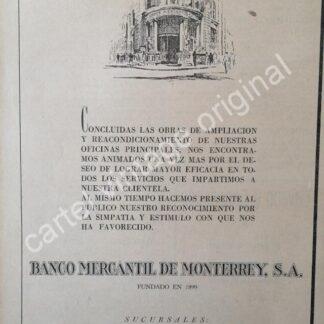 CONCLUIDAS LAS OBRAS DE AMPLIACION
Y REACONDICIONAMIENTO DE NUESTRAS
OFICINAS PRINCIPALES; NOS ENCONTRA-
MOS ANIMADOS UNA VEZ MAS POR EL DE-
SEO DE LOGRAR MAYOR EFICACIA EN TO-
DOS LOS SERVICIOS QUE IMPARTIMOS A
NUESTRA CLIENTELA.
AL MISMO TIEMPO HACEMOS PRESENTE AL
PUBLICO NUESTRO RECONOCIMIENTO POR
LA SIMPATIA Y ESTIMULO CON QUE NOS
HA FAVORECIDO.
BANCO MERCANTIL DE MONTERREY, S.A.
FUNDADO EN 1899
SUCURSALES:
cartel antiguo original